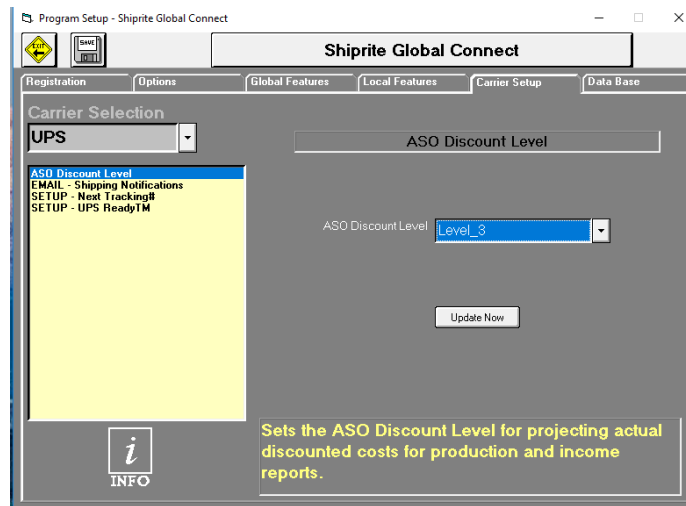 Program Setup - Shiprite Global Connect
EXIT
SAVE
Shiprite Global Connect
Registration
Options
Global Features
Local Features
Carrier Setup
Data Base
Carrier Selection
UPS
ASO Discount Level
ASO Discount Level
EMAIL - Shipping Notifications
SETUP - Next Tracking#
SETUP - UPS ReadyTM
ASO Discount Level
Level_3
Update Now
i
INFO
Sets the ASO Discount Level for projecting actual
discounted costs for production and income
reports.